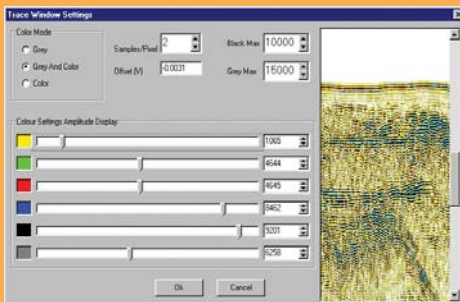 Trace Window Settings
Color Mode
Grey
Grey And Color
Color
Samples/Pixel 2
Offset (V) -0.0031
Black Max 10000
Grey Max 15000
Colour Settings Amplitude Display
1065
4644
4645
8462
9201
6258
Ok Cancel